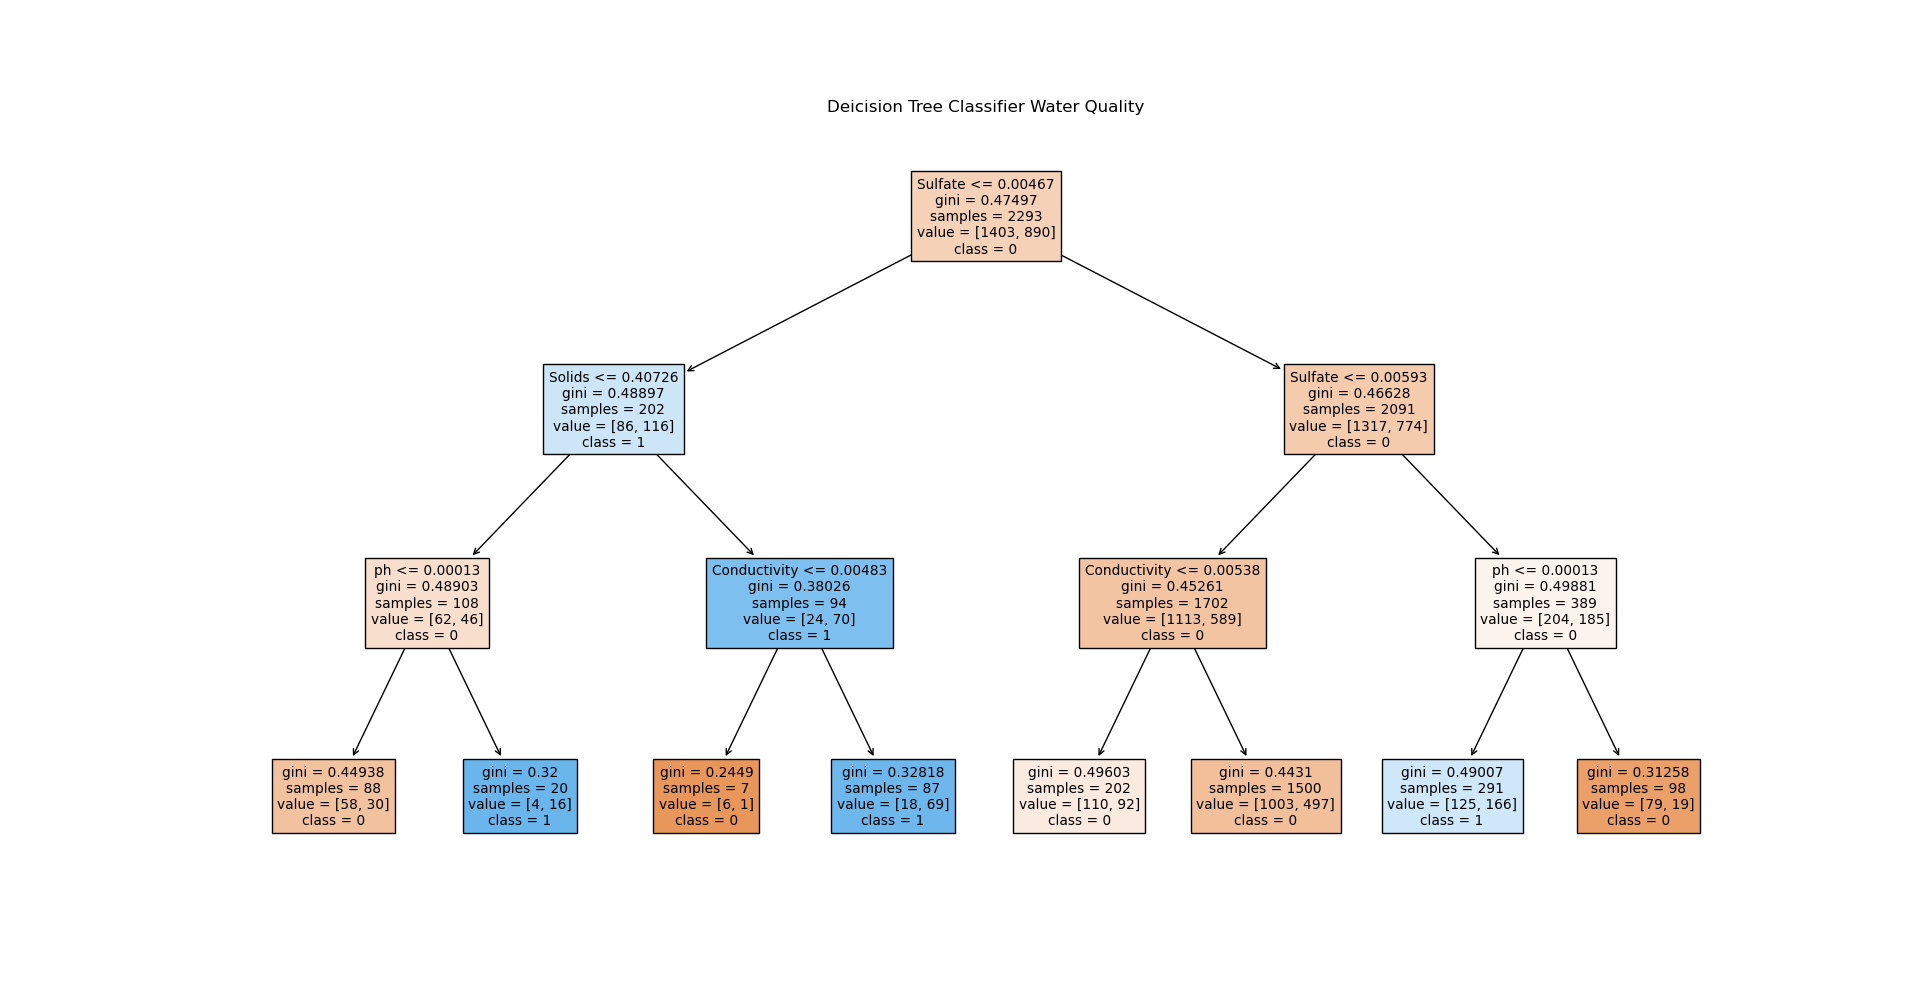 Deicision Tree Classifier Water Quality
Sulfate <= 0.00467
gini = 0.47497
samples = 2293
value = [1403, 890]
class = 0
Solids <= 0.40726
gini = 0.48897
samples = 202
value = [86, 116]
class = 1
Sulfate <= 0.00593
gini = 0.46628
samples = 2091
value = [1317, 774]
class = 0
ph <= 0.00013
gini = 0.48903
samples = 108
value = [62, 46]
class = 0
Conductivity <= 0.00483
gini = 0.38026
samples = 94
value = [24, 70]
class = 1
Conductivity <= 0.00538
gini = 0.45261
samples = 1702
value = [1113, 589]
class = 0
ph <= 0.00013
gini = 0.49881
samples = 389
value = [204, 185]
class = 0
gini = 0.44938
samples = 88
value = [58, 30]
class = 0
gini = 0.32
samples = 20
value = [4, 16]
class = 1
gini = 0.2449
samples = 7
value = [6, 1]
class = 0
gini = 0.32818
samples = 87
value = [18, 69]
class = 1
gini = 0.49603
samples = 202
value = [110, 92]
class = 0
gini = 0.4431
samples = 1500
value = [1003, 497]
class = 0
gini = 0.49007
samples = 291
value = [125, 166]
class = 1
gini = 0.31258
samples = 98
value = [79, 19]
class = 0